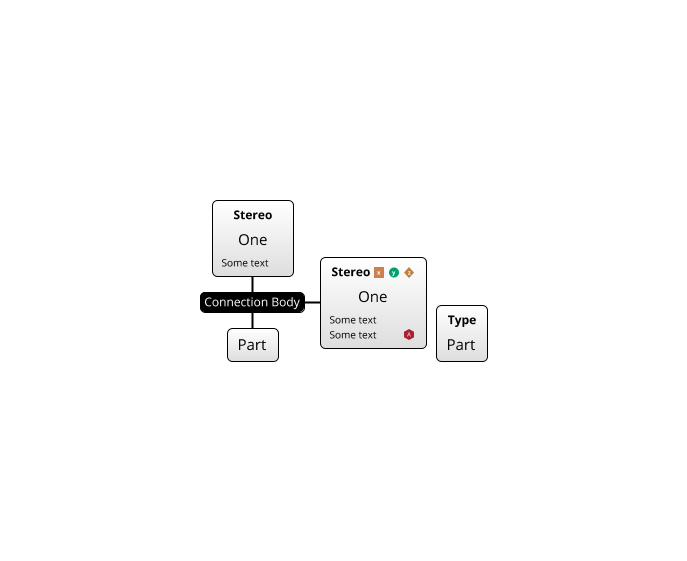 Stereo
One
Some text
Connection Body
Part
Stereo x y z
One
Some text
Some text A
Type
Part